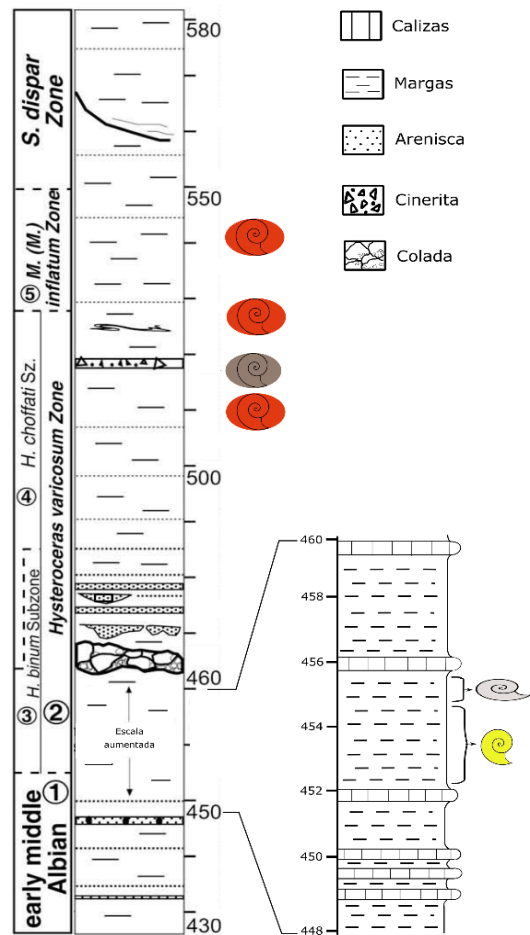 580
S. dispar
Zone
550
⑤ M. (M.)
inflatum Zone
④ H. choffati Sz.
500
③ H. binum Subzone
② Hysteroceras varicosum Zone
460
Escala
aumentada
450
① early middle
Albian
430
Calizas
Margas
Arenisca
Cinerita
Colada
460
458
456
454
452
450
448